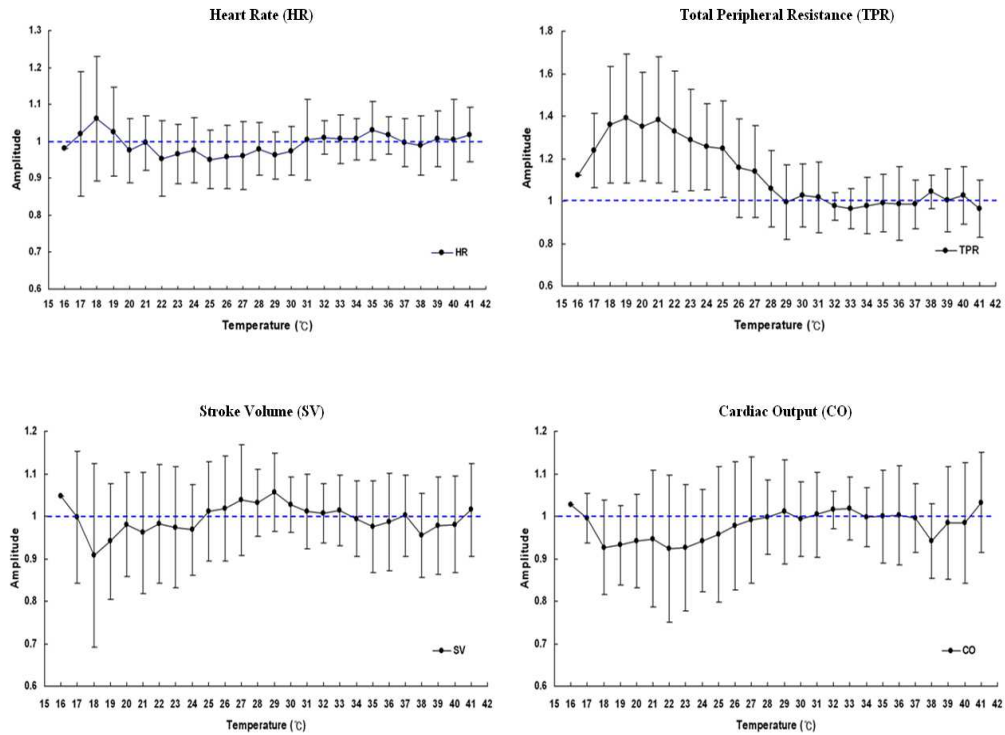 Heart Rate (HR)
1.3
1.2
1.1
1
0.9
0.8
0.7
0.6
Amplitude
HR
15 16 17 18 19 20 21 22 23 24 25 26 27 28 29 30 31 32 33 34 35 36 37 38 39 40 41 42
Temperature (℃)
Total Peripheral Resistance (TPR)
1.8
1.6
1.4
1.2
1
0.8
0.6
Amplitude
TPR
15 16 17 18 19 20 21 22 23 24 25 26 27 28 29 30 31 32 33 34 35 36 37 38 39 40 41 42
Temperature (℃)
Stroke Volume (SV)
1.2
1.1
1
0.9
0.8
0.7
0.6
Amplitude
SV
15 16 17 18 19 20 21 22 23 24 25 26 27 28 29 30 31 32 33 34 35 36 37 38 39 40 41 42
Temperature (℃)
Cardiac Output (CO)
1.2
1.1
1
0.9
0.8
0.7
0.6
Amplitude
CO
15 16 17 18 19 20 21 22 23 24 25 26 27 28 29 30 31 32 33 34 35 36 37 38 39 40 41 42
Temperature (℃)